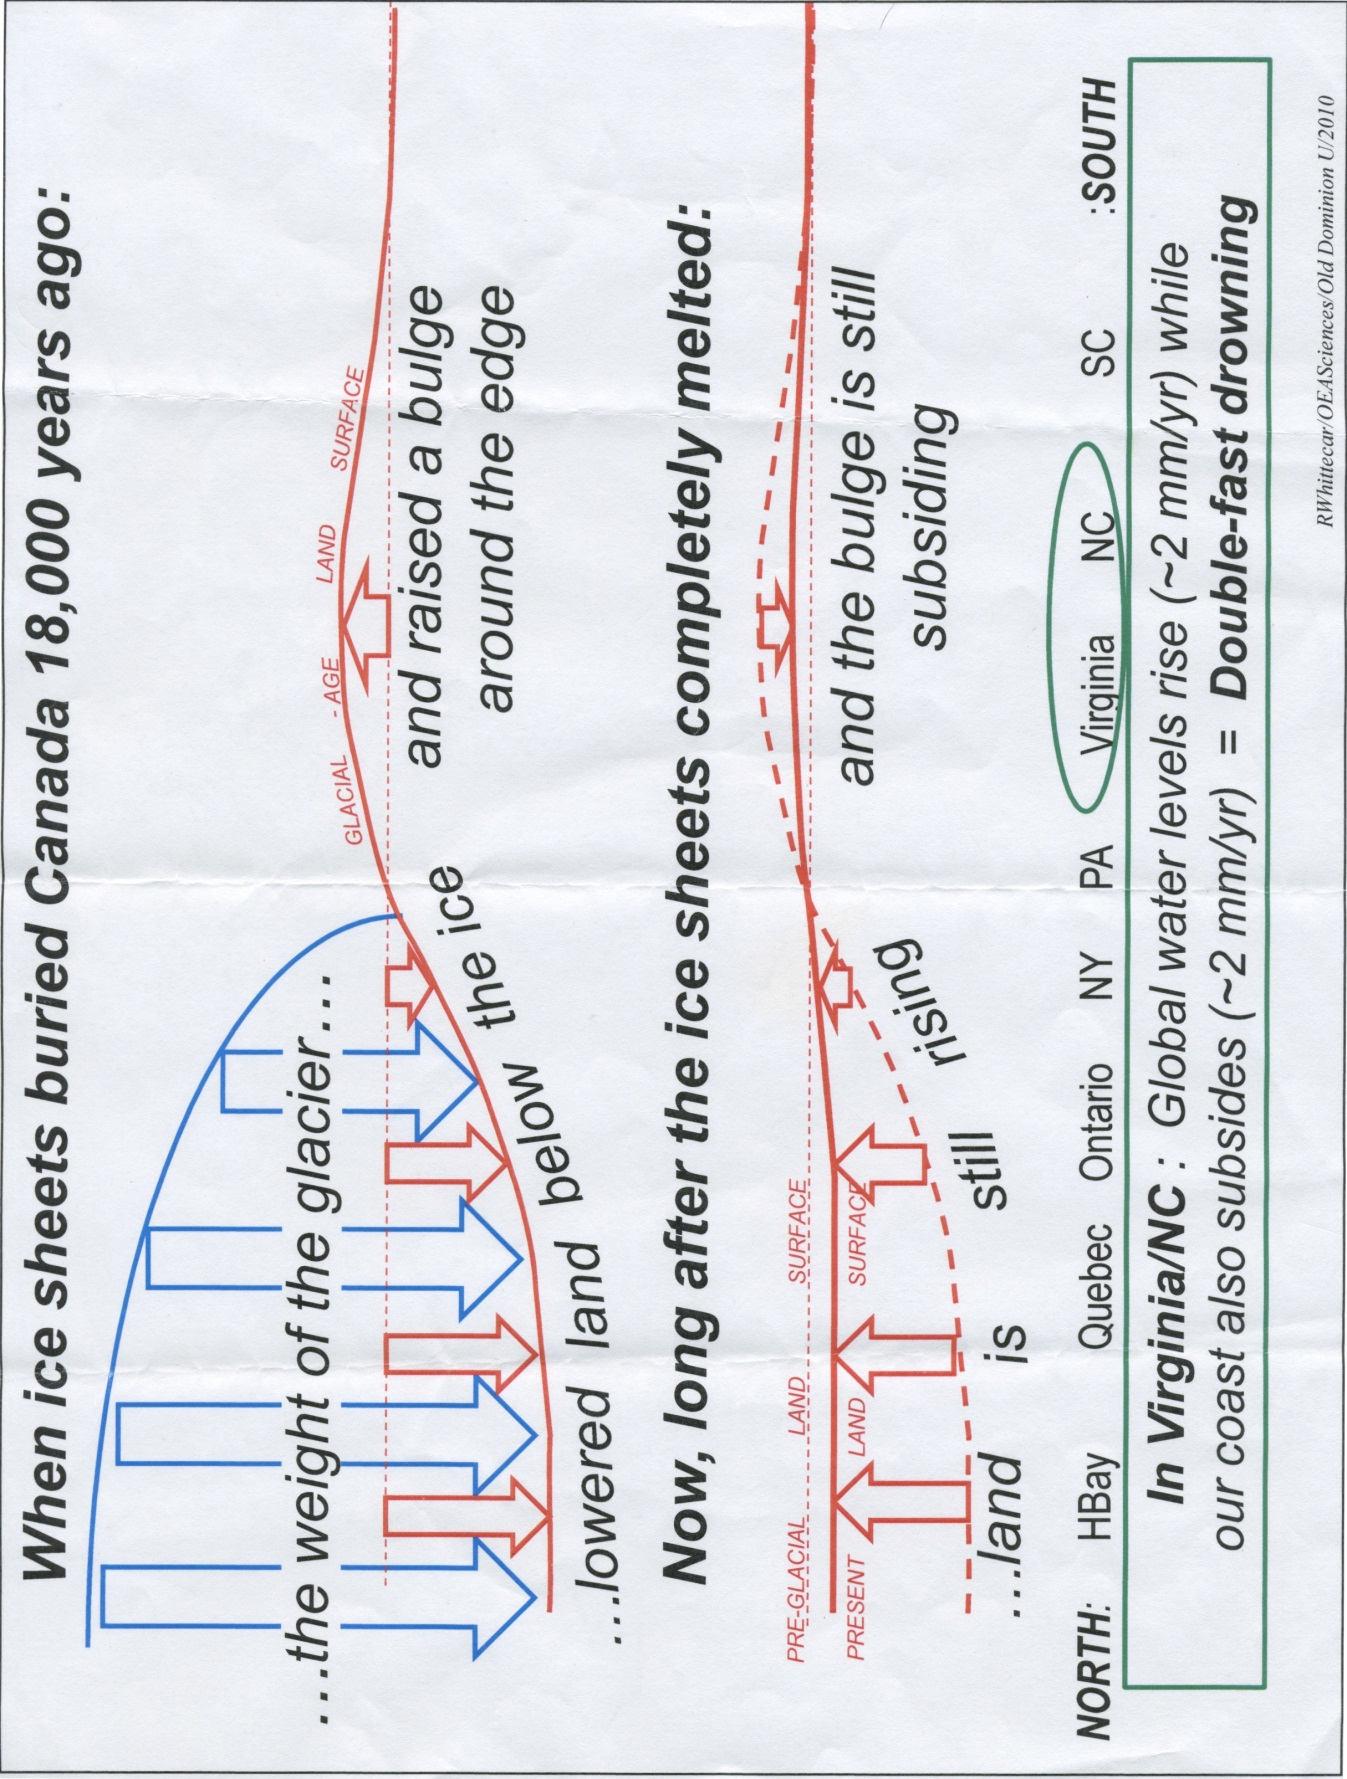 When ice sheets buried Canada 18,000 years ago:
...the weight of the glacier...
GLACIAL - AGE LAND SURFACE
...lowered land below the ice
and raised a bulge
around the edge
Now, long after the ice sheets completely melted:
PRE-GLACIAL LAND SURFACE
PRESENT LAND SURFACE
...land is still rising
and the bulge is still
subsiding
NORTH: HBay Quebec Ontario NY PA Virginia NC SC :SOUTH
In Virginia/NC : Global water levels rise (~2 mm/yr) while
our coast also subsides (~2 mm/yr) = Double-fast drowning
RWhittecar/OEASciences/Old Dominion U/2010